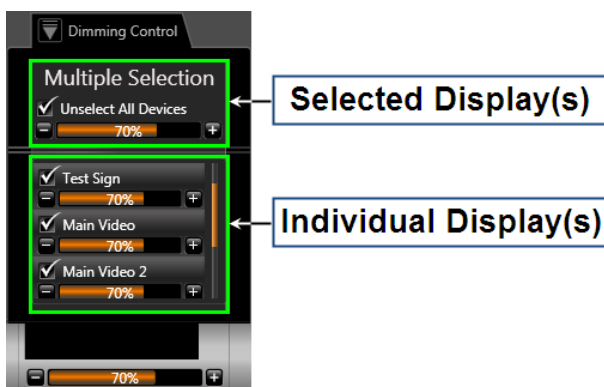 Dimming Control
Multiple Selection
Unselect All Devices
70%
Selected Display(s)
Test Sign
70%
Main Video
70%
Individual Display(s)
Main Video 2
70%
70%